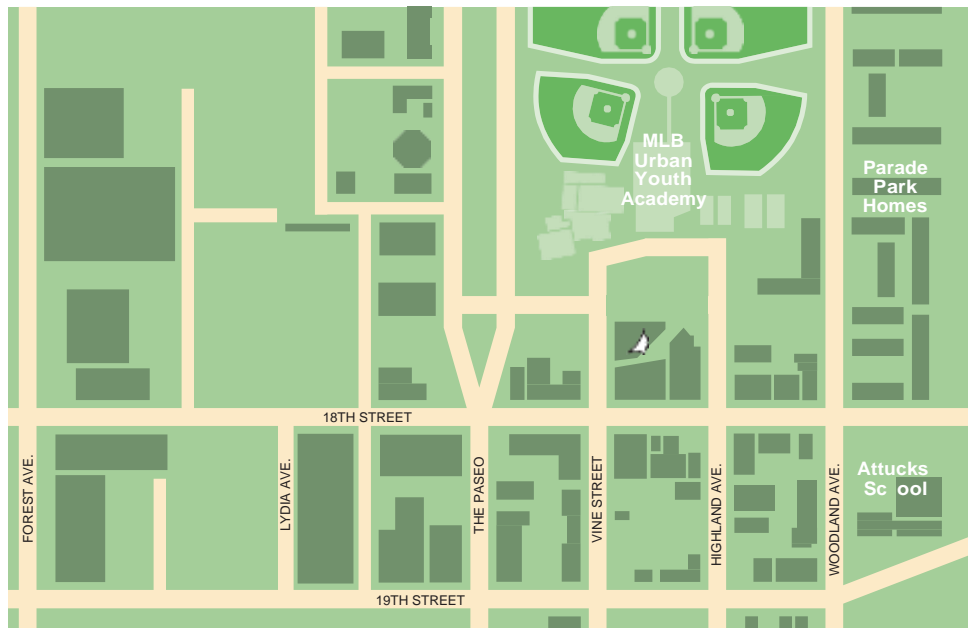 MLB
Urban
Youth
Academy
Parade
Park
Homes
18TH STREET
Attucks
Sc ool
FOREST AVE.
LYDIA AVE.
THE PASEO
VINE STREET
HIGHLAND AVE.
WOODLAND AVE.
19TH STREET